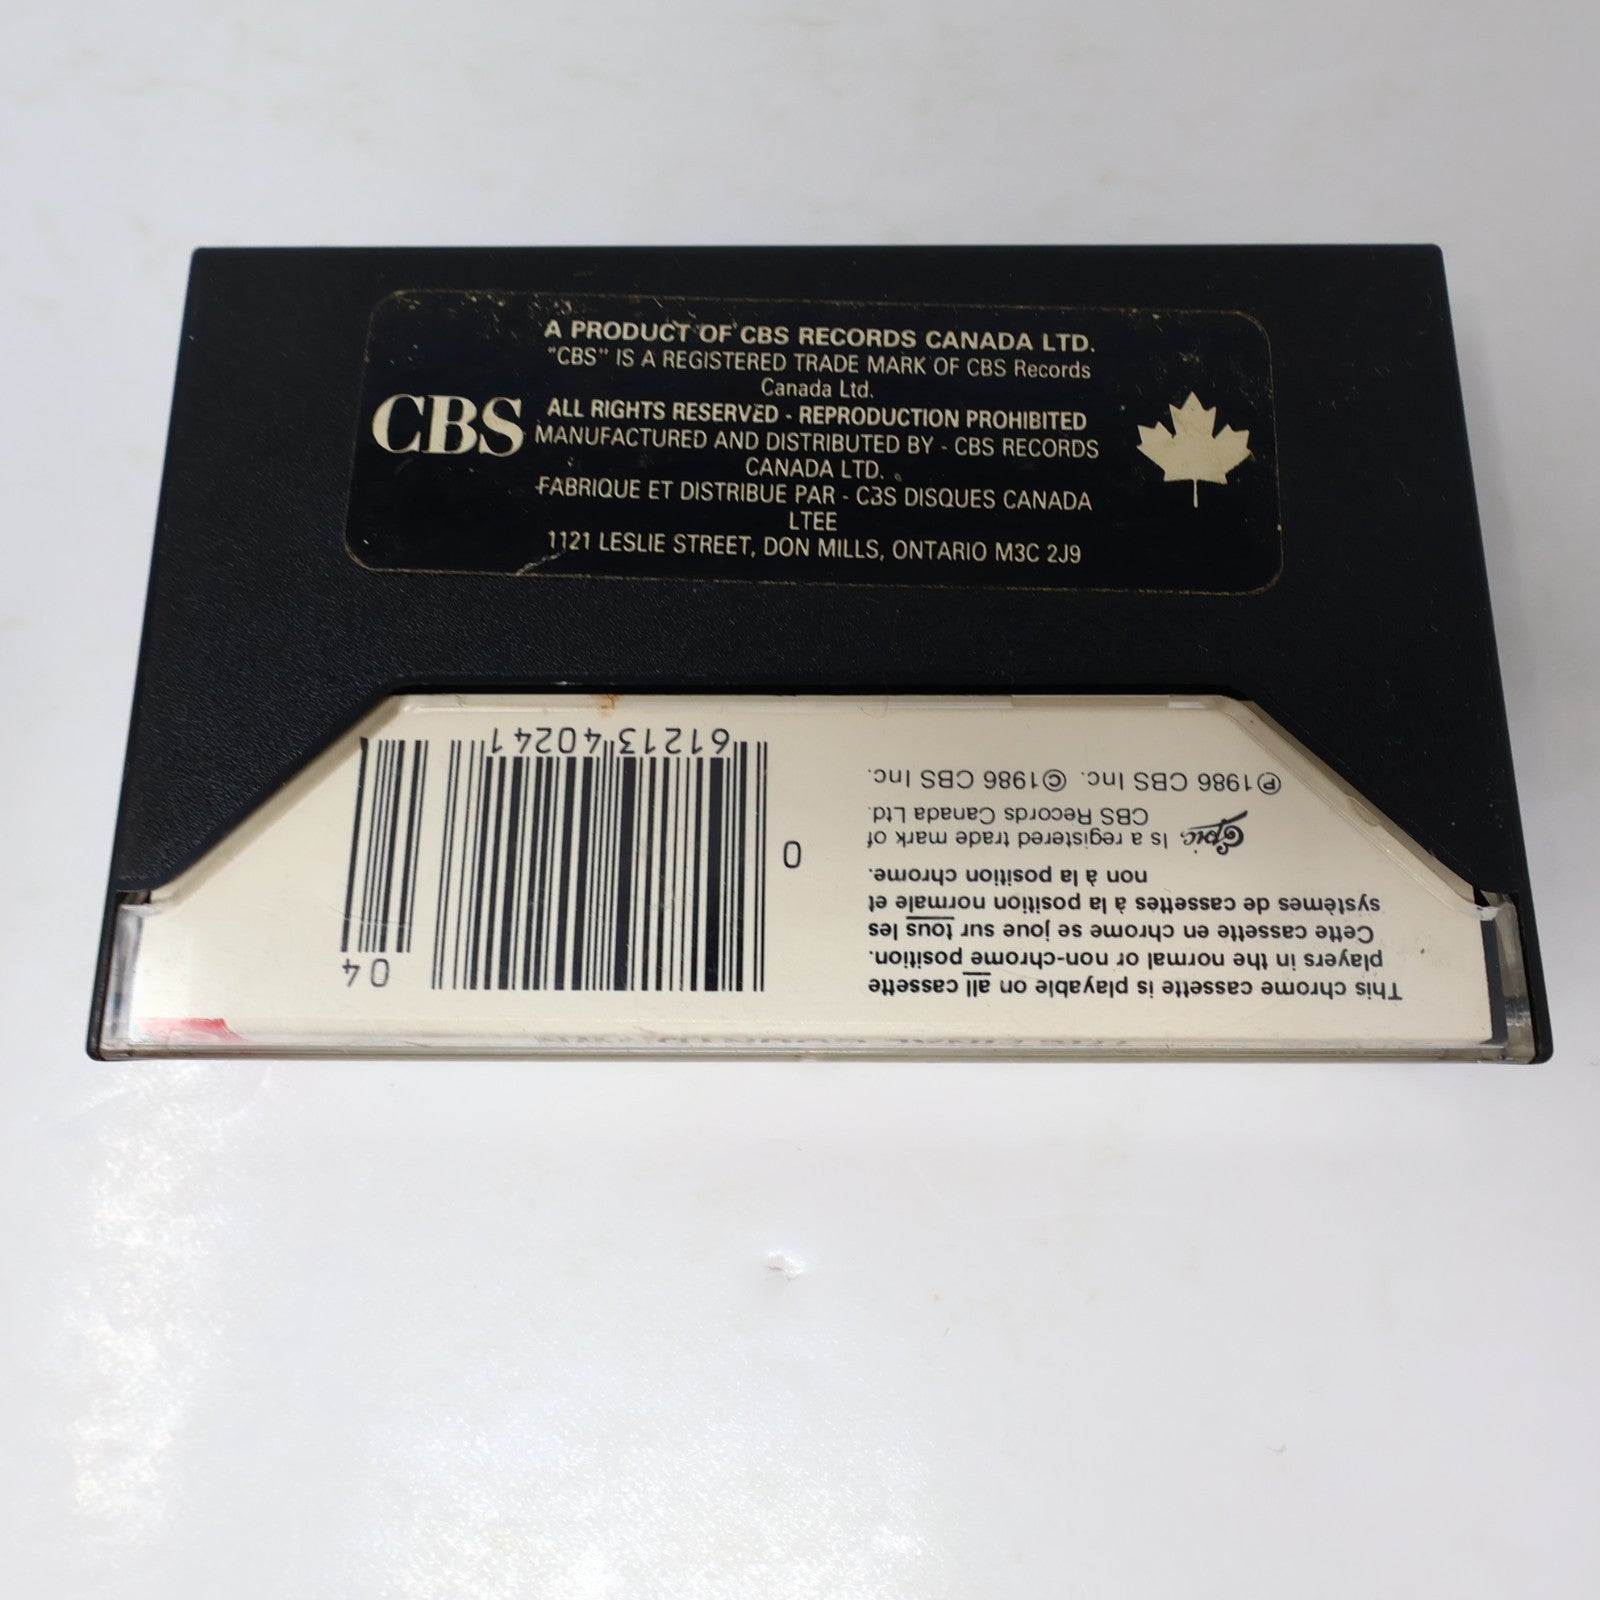 A PRODUCT OF CBS RECORDS CANADA LTD.
"CBS" IS A REGISTERED TRADE MARK OF CBS Records
Canada Ltd.
CBS
ALL RIGHTS RESERVED - REPRODUCTION PROHIBITED
MANUFACTURED AND DISTRIBUTED BY - CBS RECORDS
CANADA LTD.
FABRIQUE ET DISTRIBUE PAR - CBS DISQUES CANADA
LTEE
1121 LESLIE STREET, DON MILLS, ONTARIO M3C 2J9
This chrome cassette is playable on all cassette
players in the normal or non-chrome position.
Cette cassette en chrome se joue sur tous les
systèmes de cassettes à la position normale et
non à la position chrome.
Epic. Is a registered trade mark of
CBS Records Canada Ltd.
℗1986 CBS Inc. ©1986 CBS Inc.
04
0
61213 40241